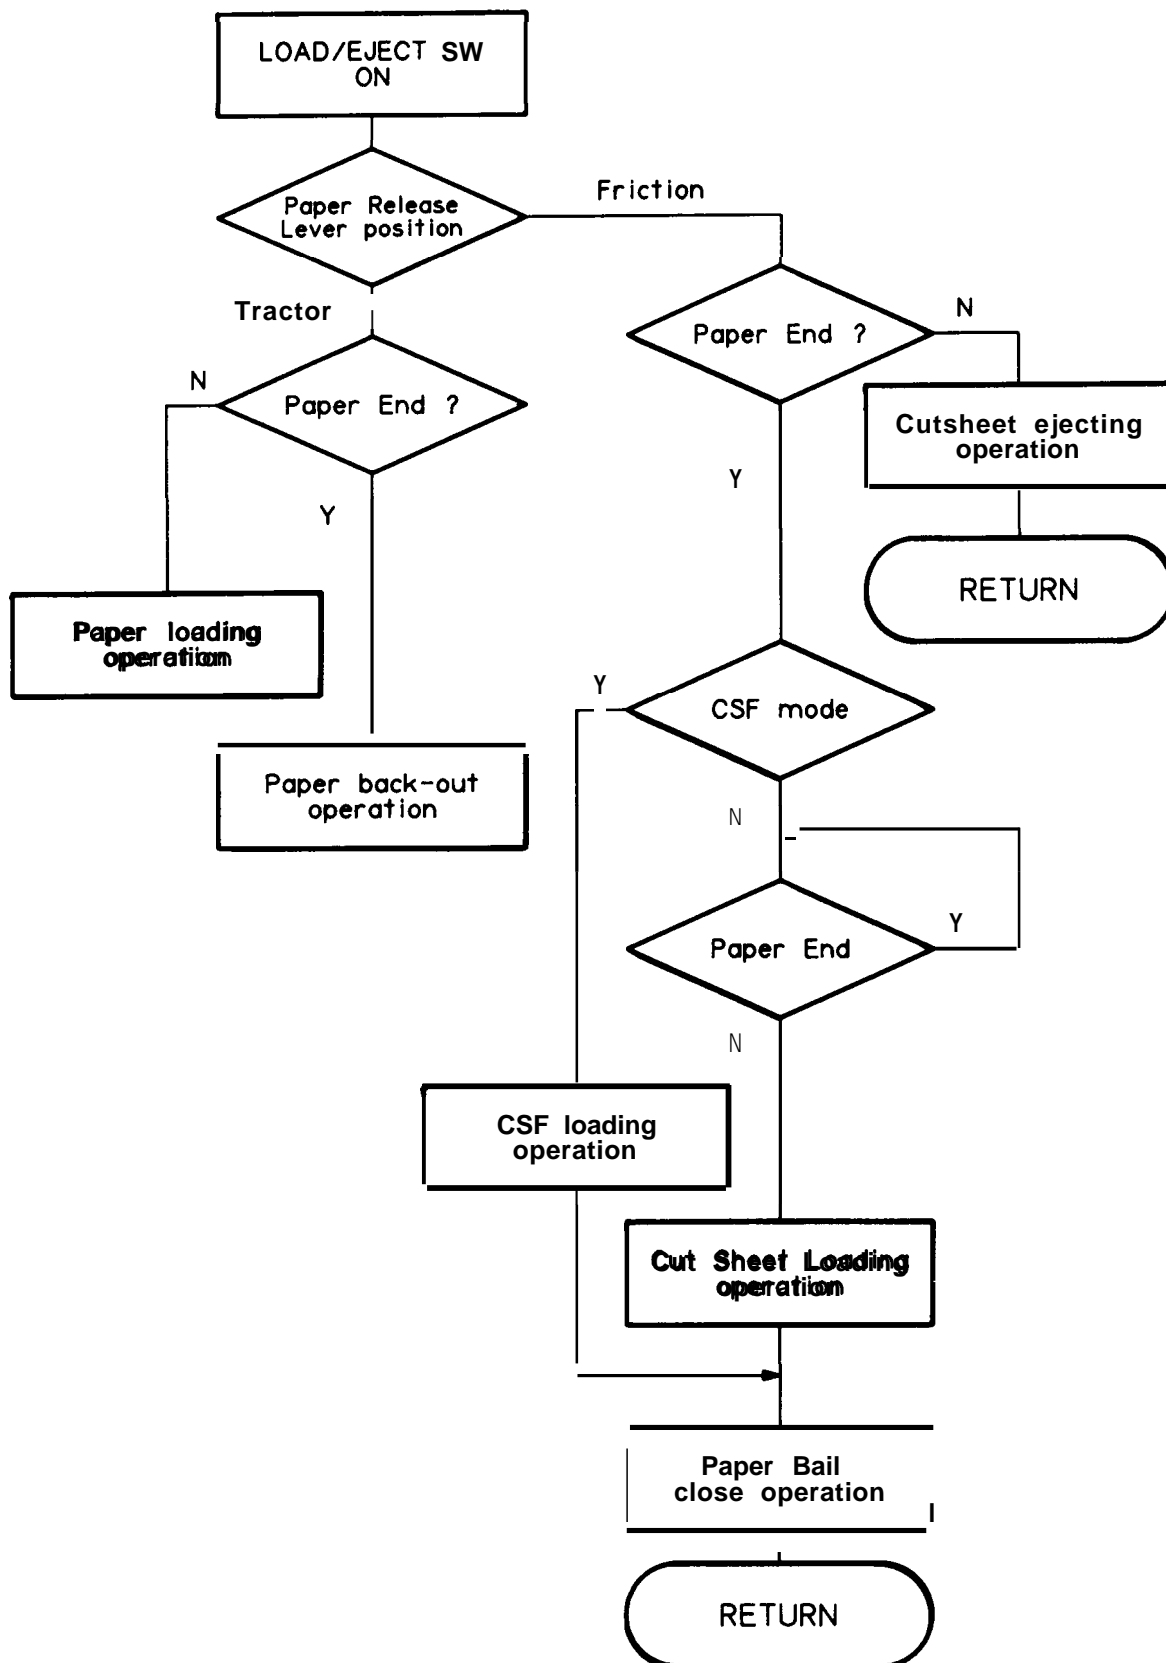 LOAD/EJECT SW
ON
Paper Release
Lever position
Friction
Tractor
Paper End ?
N
Y
Paper loading
operation
Paper back-out
operation
Paper End ?
N
Cutsheet ejecting
operation
RETURN
Y
CSF mode
Y
N
Paper End
Y
N
CSF loading
operation
Cut Sheet Loading
operation
Paper Bail
close operation
RETURN